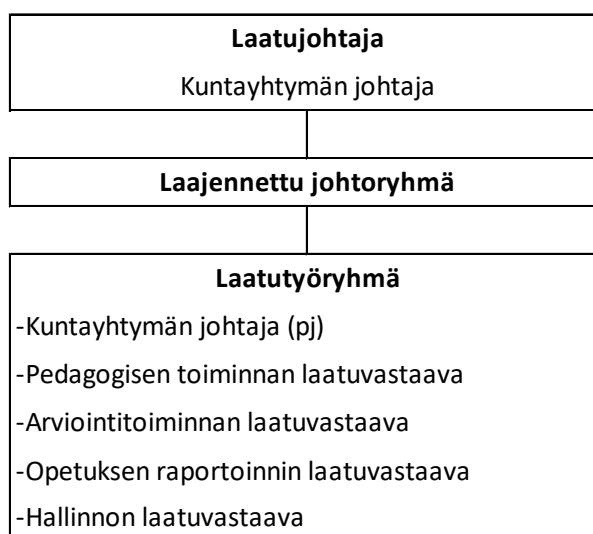 Laatujohtaja
Kuntayhtymän johtaja
Laajennettu johtoryhmä
Laatutyöryhmä
-Kuntayhtymän johtaja (pj)
-Pedagogisen toiminnan laatuvastaava
-Arviointitoiminnan laatuvastaava
-Opetuksen raportoinnin laatuvastaava
-Hallinnon laatuvastaava